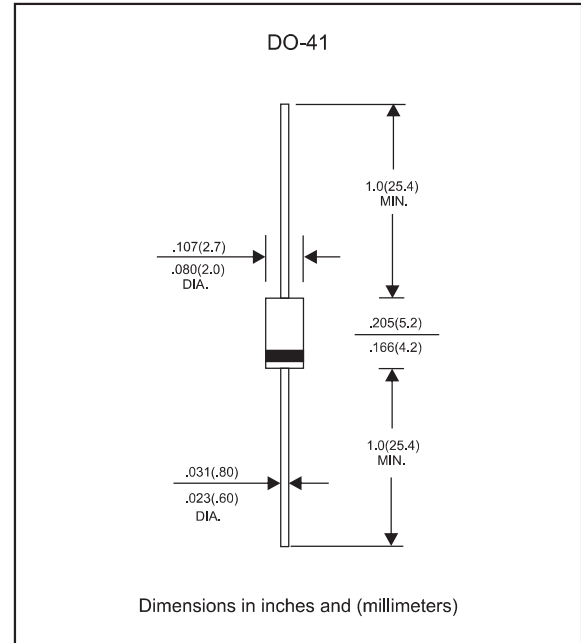 DO-41
1.0(25.4)
MIN.
.107(2.7)
.080(2.0)
DIA.
.205(5.2)
.166(4.2)
1.0(25.4)
MIN.
.031(.80)
.023(.60)
DIA.
Dimensions in inches and (millimeters)